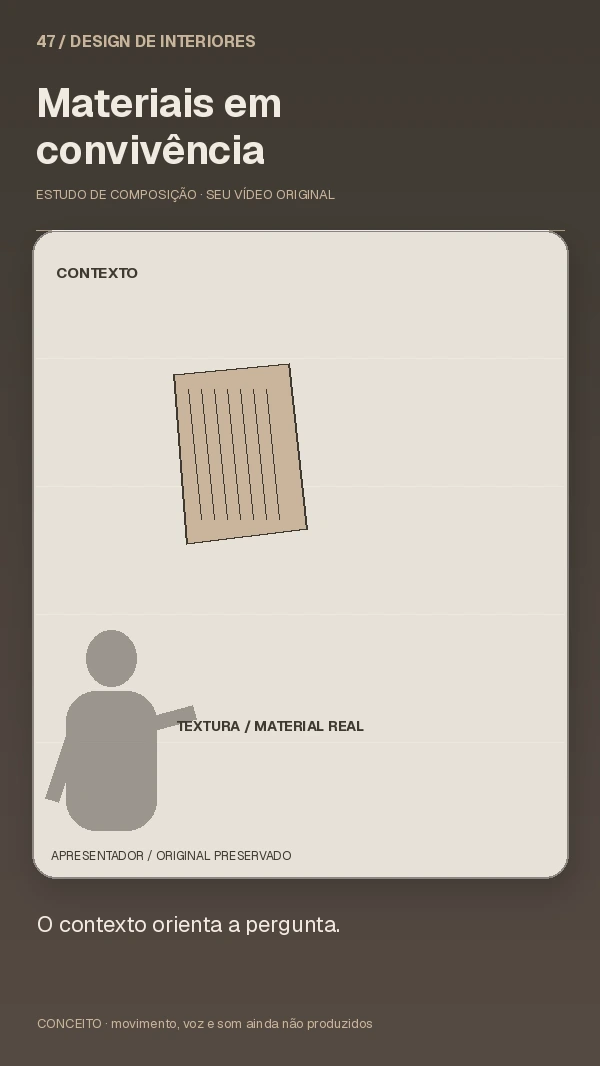 47 / DESIGN DE INTERIORES
Materiais em
convivência
ESTUDO DE COMPOSIÇÃO · SEU VÍDEO ORIGINAL
CONTEXTO
TEXTURA / MATERIAL REAL
APRESENTADOR / ORIGINAL PRESERVADO
O contexto orienta a pergunta.
CONCEITO · movimento, voz e som ainda não produzidos